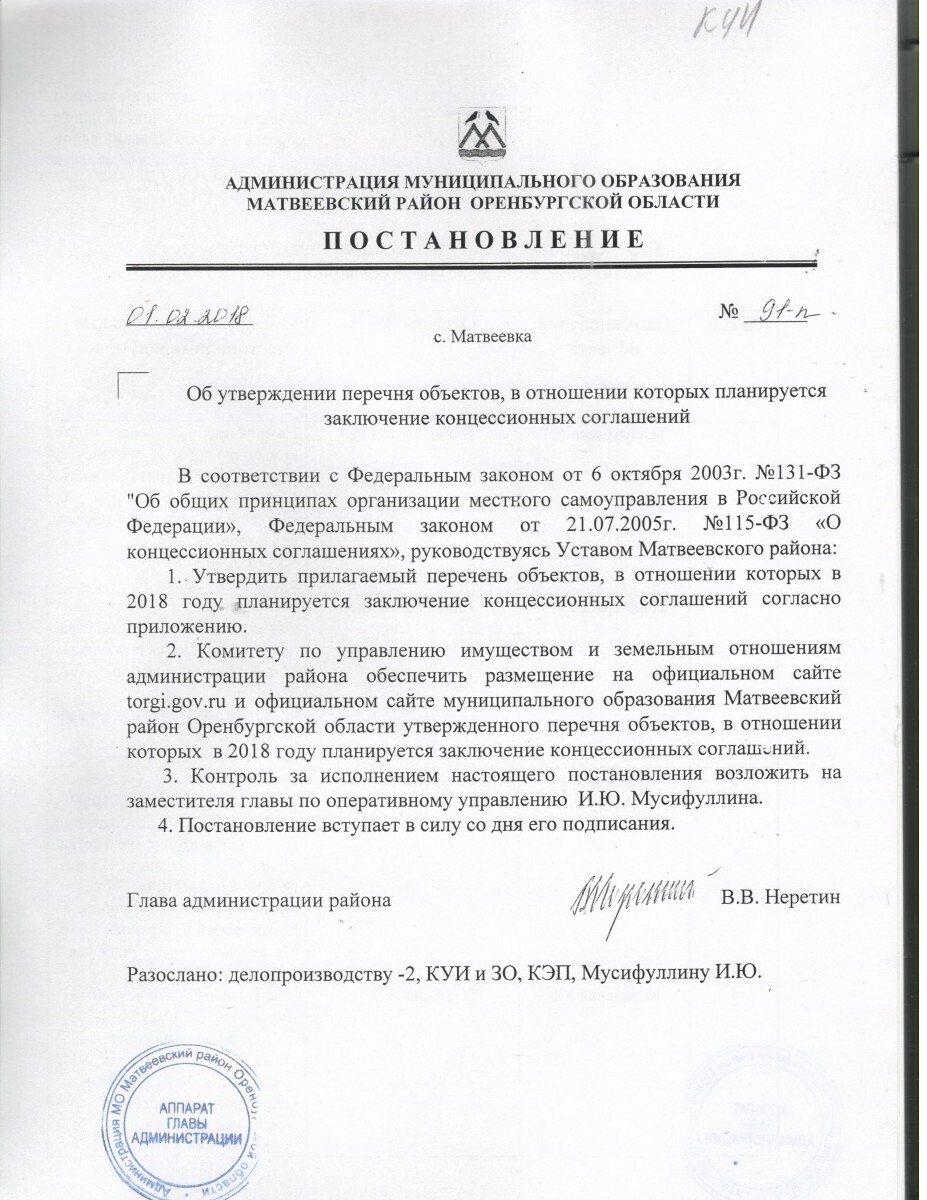 КУИ
АДМИНИСТРАЦИЯ МУНИЦИПАЛЬНОГО ОБРАЗОВАНИЯ
МАТВЕЕВСКИЙ РАЙОН ОРЕНБУРГСКОЙ ОБЛАСТИ
ПОСТАНОВЛЕНИЕ
01.02.2018 № 91-п
с. Матвеевка
Об утверждении перечня объектов, в отношении которых планируется
заключение концессионных соглашений
В соответствии с Федеральным законом от 6 октября 2003г. №131-ФЗ
"Об общих принципах организации местного самоуправления в Российской
Федерации», Федеральным законом от 21.07.2005г. №115-ФЗ «О
концессионных соглашениях», руководствуясь Уставом Матвеевского района:
1. Утвердить прилагаемый перечень объектов, в отношении которых в
2018 году планируется заключение концессионных соглашений согласно
приложению.
2. Комитету по управлению имуществом и земельным отношениям
администрации района обеспечить размещение на официальном сайте
torgi.gov.ru и официальном сайте муниципального образования Матвеевский
район Оренбургской области утвержденного перечня объектов, в отношении
которых в 2018 году планируется заключение концессионных соглашений.
3. Контроль за исполнением настоящего постановления возложить на
заместителя главы по оперативному управлению И.Ю. Мусифуллина.
4. Постановление вступает в силу со дня его подписания.
Глава администрации района В.В. Неретин
Разослано: делопроизводству -2, КУИ и ЗО, КЭП, Мусифуллину И.Ю.
Администрация МО Матвеевский район Оренбургской области
АППАРАТ
ГЛАВЫ
АДМИНИСТРАЦИИ